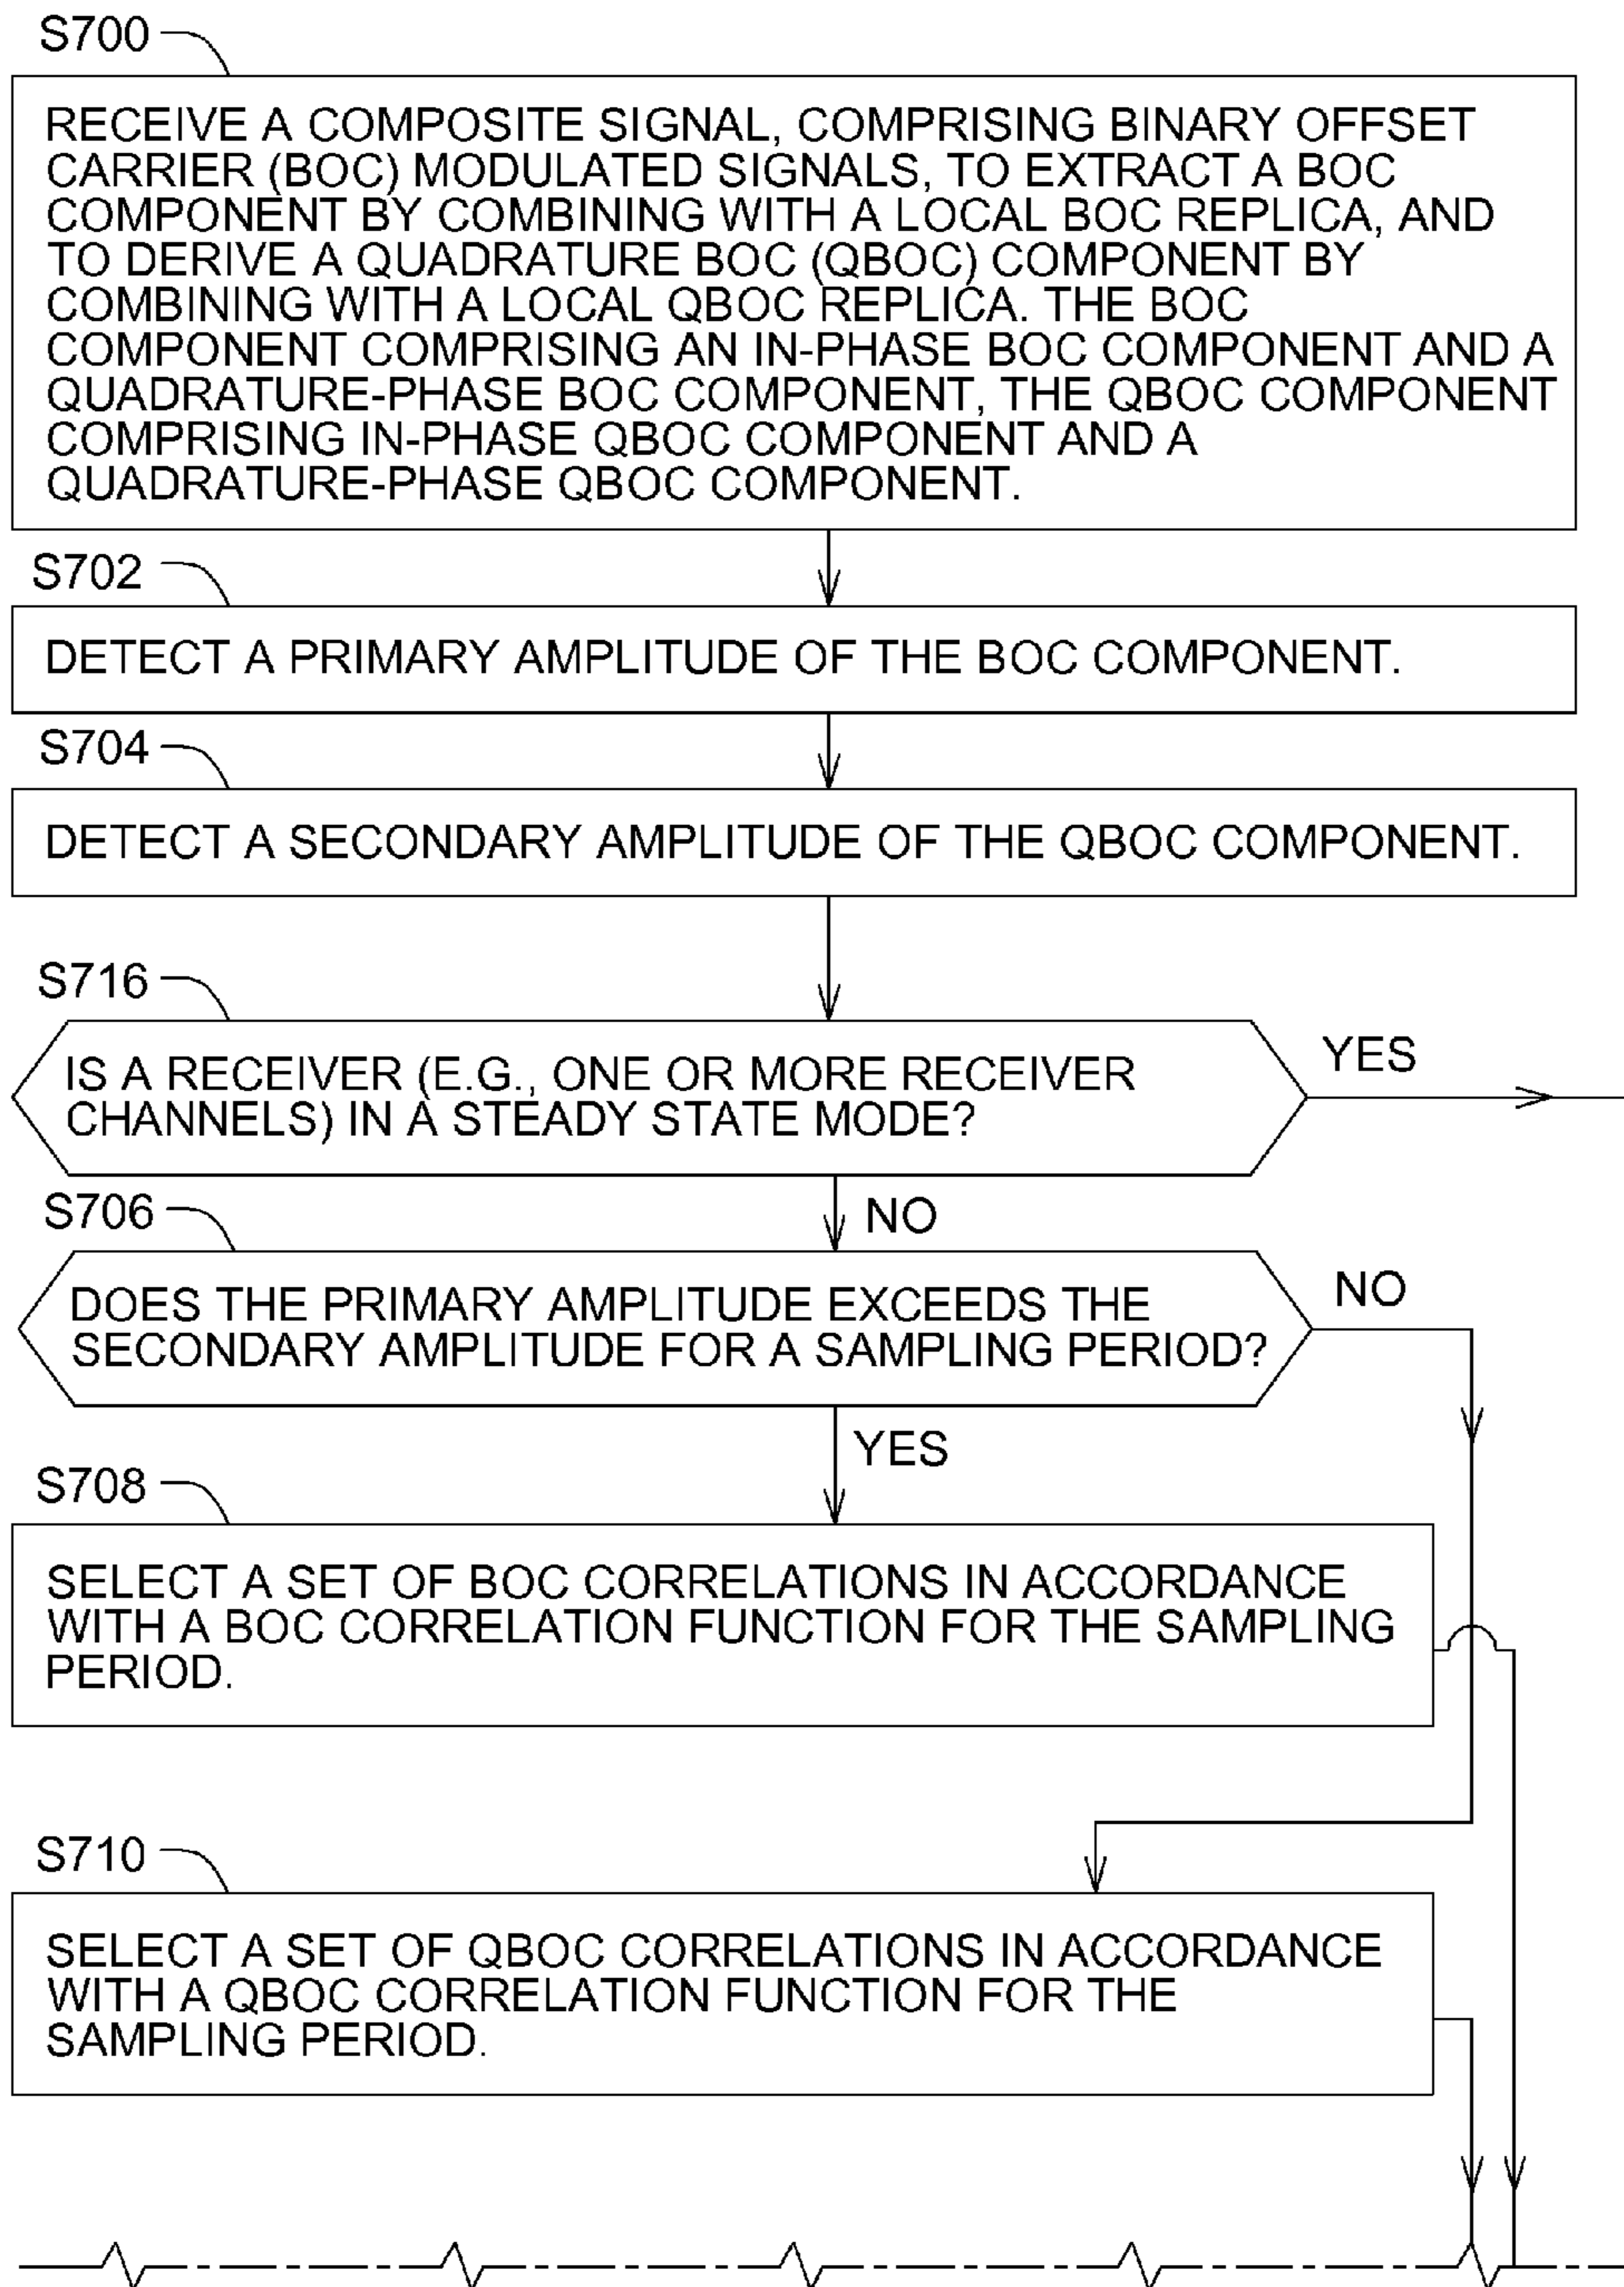 S700
RECEIVE A COMPOSITE SIGNAL, COMPRISING BINARY OFFSET
CARRIER (BOC) MODULATED SIGNALS, TO EXTRACT A BOC
COMPONENT BY COMBINING WITH A LOCAL BOC REPLICA, AND
TO DERIVE A QUADRATURE BOC (QBOC) COMPONENT BY
COMBINING WITH A LOCAL QBOC REPLICA. THE BOC
COMPONENT COMPRISING AN IN-PHASE BOC COMPONENT AND A
QUADRATURE-PHASE BOC COMPONENT, THE QBOC COMPONENT
COMPRISING IN-PHASE QBOC COMPONENT AND A
QUADRATURE-PHASE QBOC COMPONENT.
S702
DETECT A PRIMARY AMPLITUDE OF THE BOC COMPONENT.
S704
DETECT A SECONDARY AMPLITUDE OF THE QBOC COMPONENT.
S716
IS A RECEIVER (E.G., ONE OR MORE RECEIVER
CHANNELS) IN A STEADY STATE MODE?
YES
NO
S706
DOES THE PRIMARY AMPLITUDE EXCEEDS THE
SECONDARY AMPLITUDE FOR A SAMPLING PERIOD?
NO
YES
S708
SELECT A SET OF BOC CORRELATIONS IN ACCORDANCE
WITH A BOC CORRELATION FUNCTION FOR THE SAMPLING
PERIOD.
S710
SELECT A SET OF QBOC CORRELATIONS IN ACCORDANCE
WITH A QBOC CORRELATION FUNCTION FOR THE
SAMPLING PERIOD.